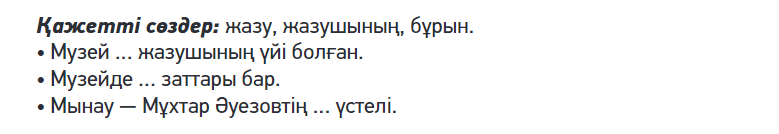 Қажетті сөздер: жазу, жазушының, бұрын.
• Музей ... жазушының үйі болған.
• Музейде ... заттары бар.
• Мынау — Мұхтар Әуезовтің ... үстелі.